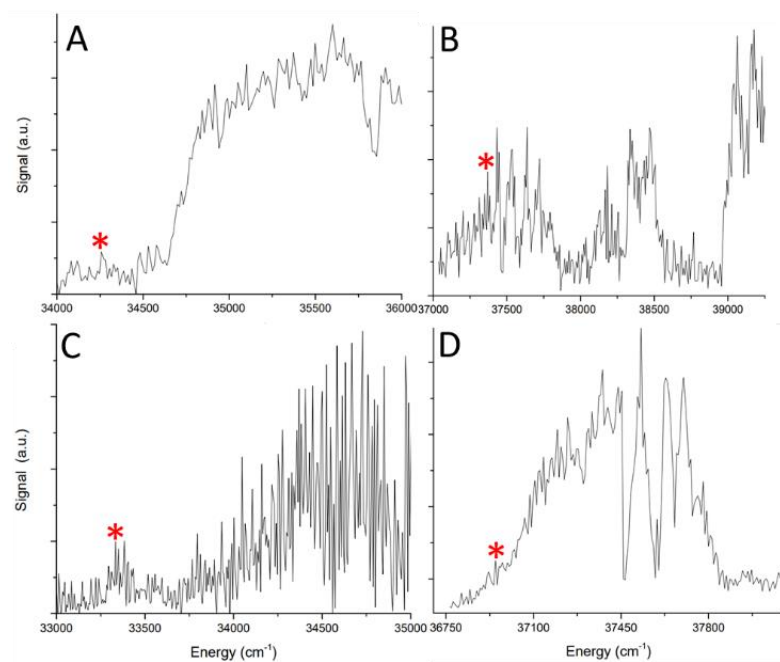 A
B
Signal (a.u.)
34000 34500 35000 35500 36000
37000 37500 38000 38500 39000
C
D
Signal (a.u.)
33000 33500 34000 34500 35000
36750 37100 37450 37800
Energy (cm⁻¹)
Energy (cm⁻¹)